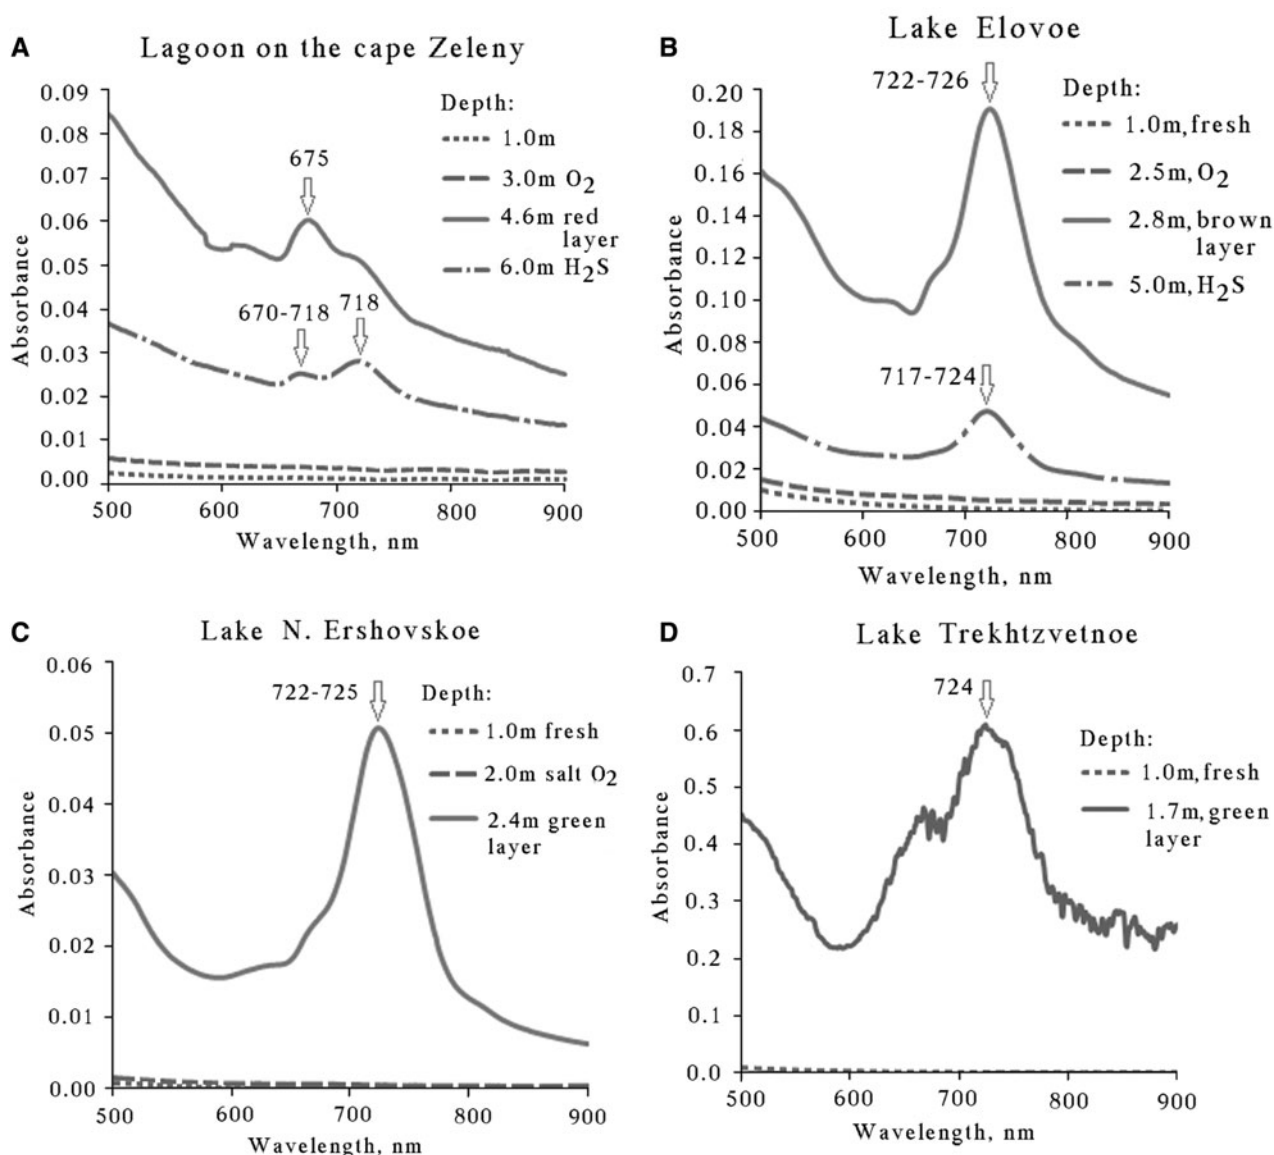 A
Lagoon on the cape Zeleny
0.09
0.08
0.07
0.06
0.05
0.04
0.03
0.02
0.01
0.00
Absorbance
675
670-718
718
Depth:
1.0m
3.0m O2
4.6m red
layer
6.0m H2S
500
600
700
800
900
Wavelength, nm
B
Lake Elovoe
722-726
0.20
0.18
0.16
0.14
0.12
0.10
0.08
0.06
0.04
0.02
0.00
Absorbance
717-724
Depth:
1.0m, fresh
2.5m, O2
2.8m, brown
layer
5.0m, H2S
500
600
700
800
900
Wavelength, nm
C
Lake N. Ershovskoe
0.06
0.05
0.04
0.03
0.02
0.01
0.00
Absorbance
722-725
Depth:
1.0m fresh
2.0m salt O2
2.4m green
layer
500
600
700
800
900
Wavelength, nm
D
Lake Trekhtzvetnoe
0.7
0.6
0.5
0.4
0.3
0.2
0.1
0.0
Absorbance
724
Depth:
1.0m, fresh
1.7m, green
layer
500
600
700
800
900
Wavelength, nm